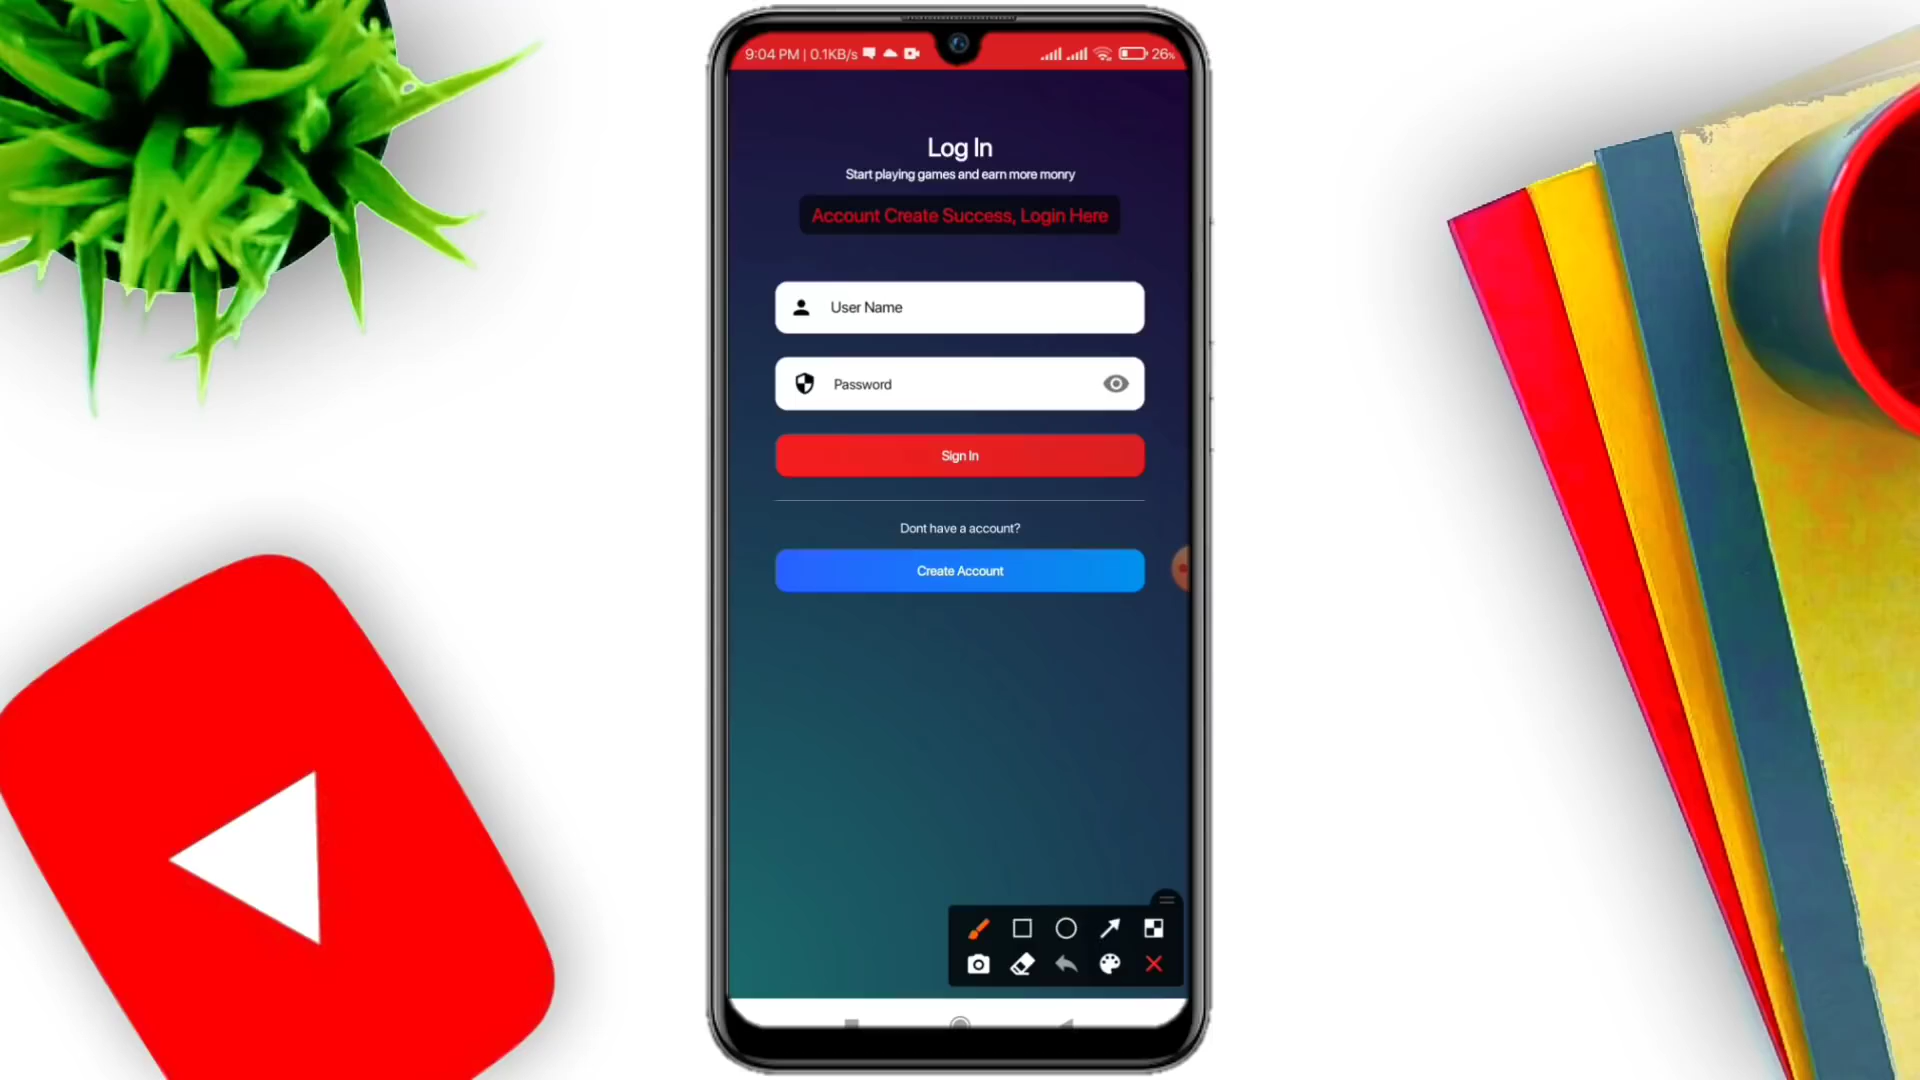 9:04 PM | 0.1KB/s
26%
Log In
Start playing games and earn more monry
Account Create Success, Login Here
User Name
Password
Sign In
Dont have a account?
Create Account